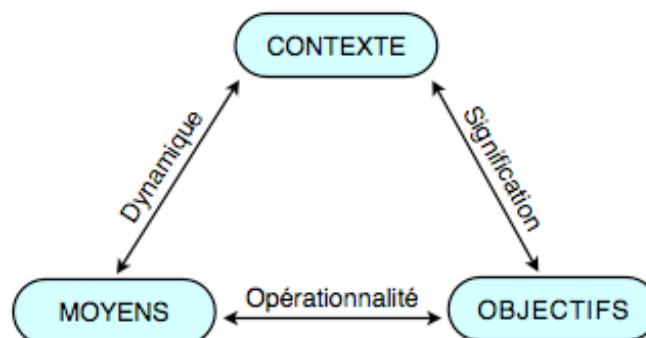 CONTEXTE
Dynamique
Signification
MOYENS
Opérationnalité
OBJECTIFS